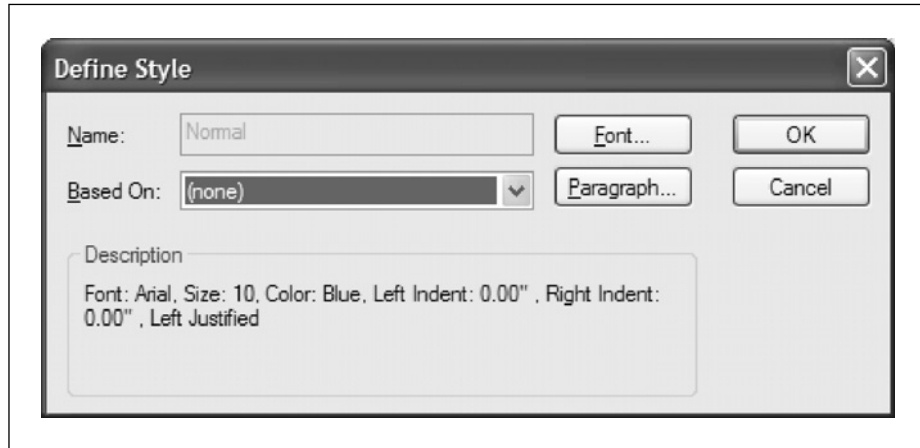 Define Style
Name: Normal Font... OK
Based On: (none) Paragraph... Cancel
Description
Font: Arial, Size: 10, Color: Blue, Left Indent: 0.00" , Right Indent:
0.00" , Left Justified